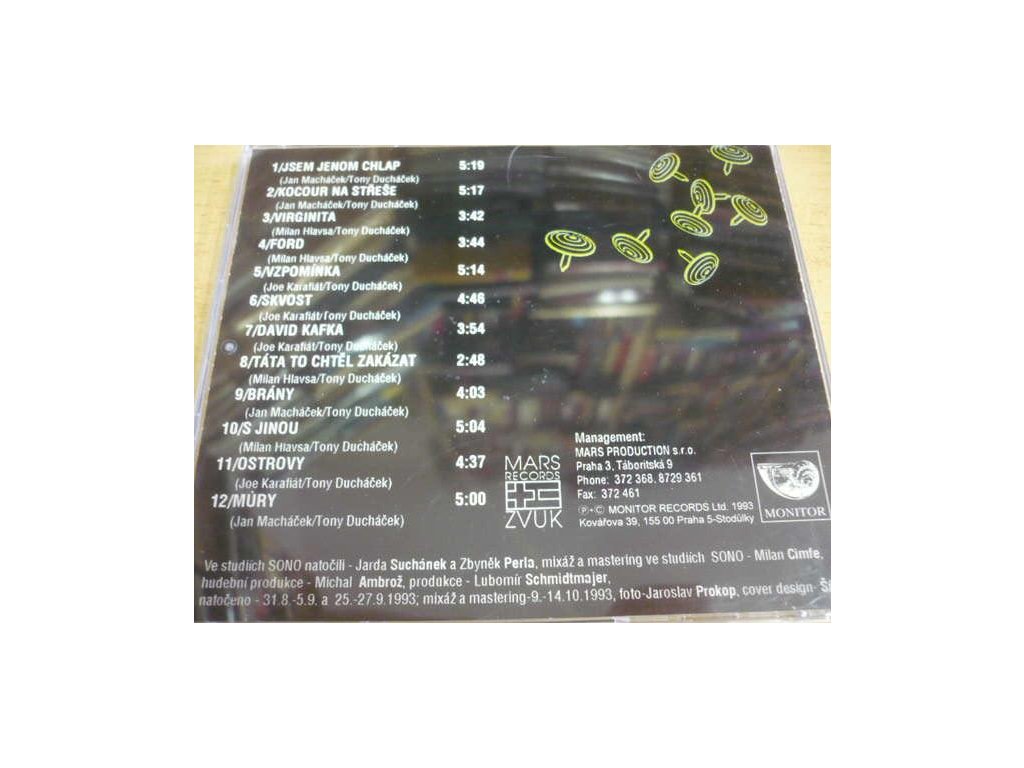 1/JSEM JENOM CHLAP 5:19
(Jan Macháček/Tony Ducháček)
2/KOCOUR NA STŘEŠE 5:17
(Jan Macháček/Tony Ducháček)
3/VIRGINITA 3:42
(Milan Hlavsa/Tony Ducháček)
4/FORD 3:44
(Milan Hlavsa/Tony Ducháček)
5/VZPOMÍNKA 5:14
(Joe Karafiát/Tony Ducháček)
6/SKVOST 4:46
(Joe Karafiát/Tony Ducháček)
7/DAVID KAFKA 3:54
(Joe Karafiát/Tony Ducháček)
8/TÁTA TO CHTĚL ZAKÁZAT 2:48
(Milan Hlavsa/Tony Ducháček)
9/BRÁNY 4:03
(Jan Macháček/Tony Ducháček)
10/S JINOU 5:04
(Milan Hlavsa/Tony Ducháček)
11/OSTROVY 4:37
(Joe Karafiát/Tony Ducháček)
12/MŮRY 5:00
(Jan Macháček/Tony Ducháček)
MARS
RECORDS
ZVUK
Management:
MARS PRODUCTION s.r.o.
Praha 3, Táboritská 9
Phone: 372 368, 8729 361
Fax: 372 461
℗+© MONITOR RECORDS Ltd. 1993
Kovářova 39, 155 00 Praha 5-Stodůlky
MONITOR
Ve studiích SONO natočili - Jarda Suchánek a Zbyněk Perla, mixáž a mastering ve studiích SONO - Milan Cimfe,
hudební produkce - Michal Ambrož, produkce - Lubomír Schmidtmajer,
natočeno - 31.8.-5.9. a 25.-27.9.1993; mixáž a mastering-9.-14.10.1993, foto-Jaroslav Prokop, cover design-